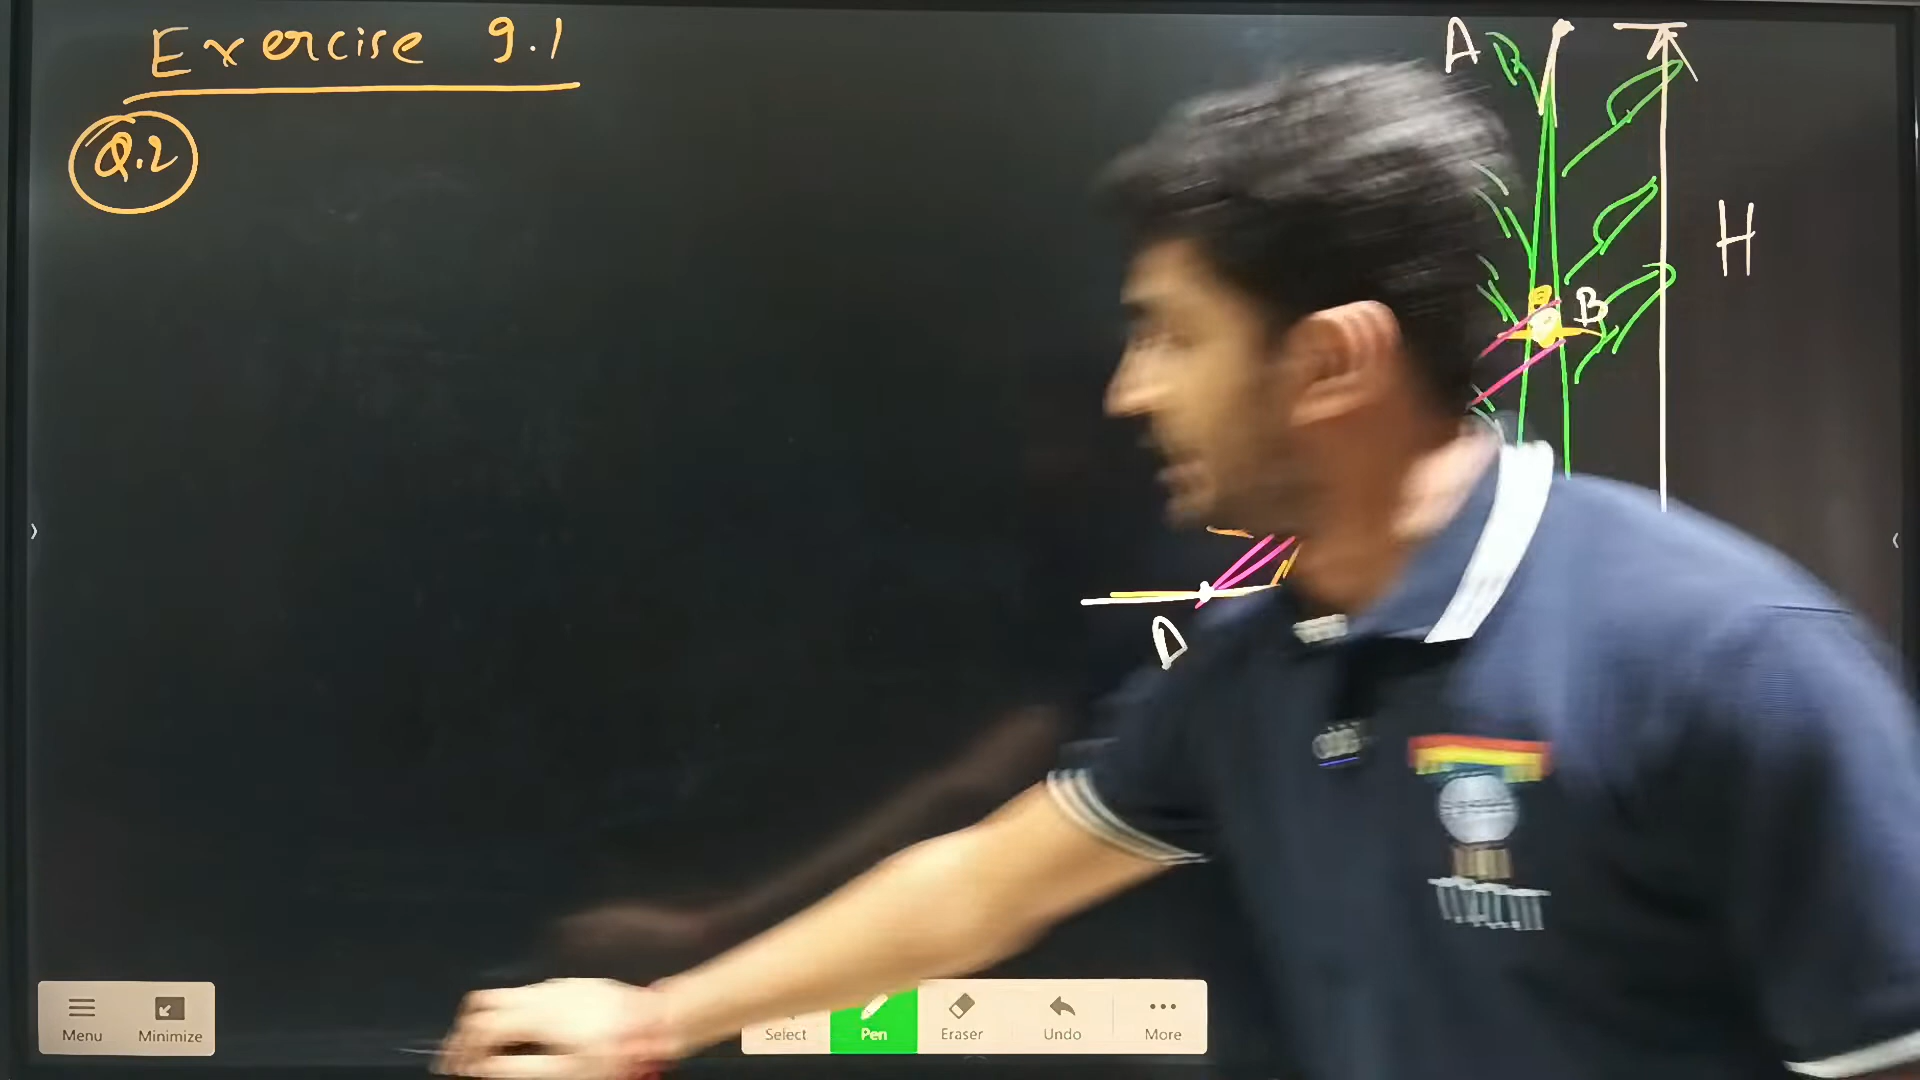 Exercise 9.1
Q.2
A
H
B
D
Menu
Minimize
Select
Pen
Eraser
Undo
More